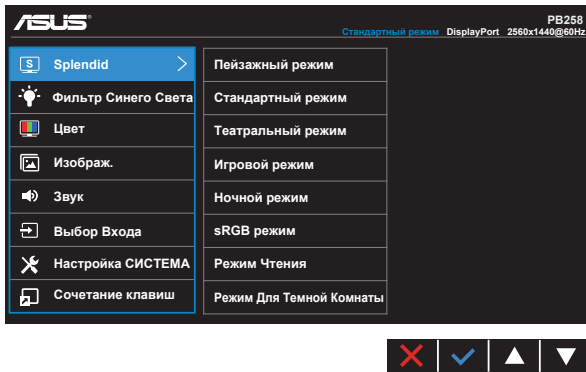 ASUS
PB258
Стандартный режим DisplayPort 2560x1440@60Hz
S Splendid
Фильтр Синего Света
Цвет
Изображ.
Звук
Выбор Входа
Настройка СИСТЕМА
Сочетание клавиш
Пейзажный режим
Стандартный режим
Театральный режим
Игровой режим
Ночной режим
sRGB режим
Режим Чтения
Режим Для Темной Комнаты